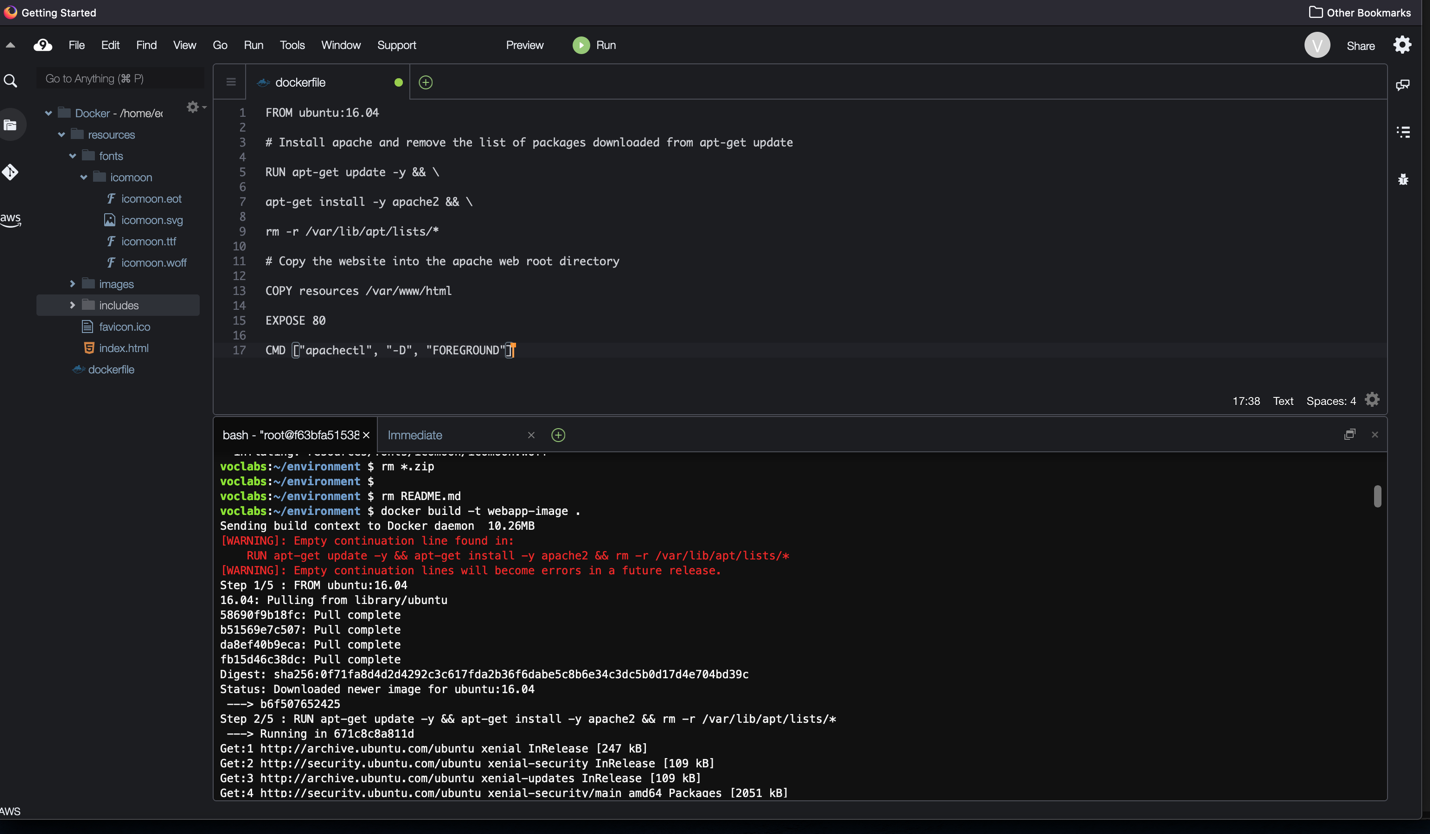 Getting Started
Other Bookmarks
File Edit Find View Go Run Tools Window Support Preview Run
V Share
Go to Anything (⌘ P)
dockerfile
Docker - /home/ec
resources
fonts
icomoon
icomoon.eot
icomoon.svg
icomoon.ttf
icomoon.woff
images
includes
favicon.ico
index.html
dockerfile
aws
1 FROM ubuntu:16.04
2
3 # Install apache and remove the list of packages downloaded from apt-get update
4
5 RUN apt-get update -y && \
6
7 apt-get install -y apache2 && \
8
9 rm -r /var/lib/apt/lists/*
10
11 # Copy the website into the apache web root directory
12
13 COPY resources /var/www/html
14
15 EXPOSE 80
16
17 CMD ["apachectl", "-D", "FOREGROUND"]
17:38 Text Spaces: 4
bash - "root@f63bfa51538 × Immediate ×
voclabs:~/environment $ rm *.zip
voclabs:~/environment $
voclabs:~/environment $ rm README.md
voclabs:~/environment $ docker build -t webapp-image .
Sending build context to Docker daemon  10.26MB
[WARNING]: Empty continuation line found in:
RUN apt-get update -y && apt-get install -y apache2 && rm -r /var/lib/apt/lists/*
[WARNING]: Empty continuation lines will become errors in a future release.
Step 1/5 : FROM ubuntu:16.04
16.04: Pulling from library/ubuntu
58690f9b18fc: Pull complete
b51569e7c507: Pull complete
da8ef40b9eca: Pull complete
fb15d46c38dc: Pull complete
Digest: sha256:0f71fa8d4d2d4292c3c617fda2b36f6dabe5c8b6e34c3dc5b0d17d4e704bd39c
Status: Downloaded newer image for ubuntu:16.04
---> b6f507652425
Step 2/5 : RUN apt-get update -y && apt-get install -y apache2 && rm -r /var/lib/apt/lists/*
---> Running in 671c8c8a811d
Get:1 http://archive.ubuntu.com/ubuntu xenial InRelease [247 kB]
Get:2 http://security.ubuntu.com/ubuntu xenial-security InRelease [109 kB]
Get:3 http://archive.ubuntu.com/ubuntu xenial-updates InRelease [109 kB]
Get:4 http://security.ubuntu.com/ubuntu xenial-security/main amd64 Packages [2051 kB]
AWS